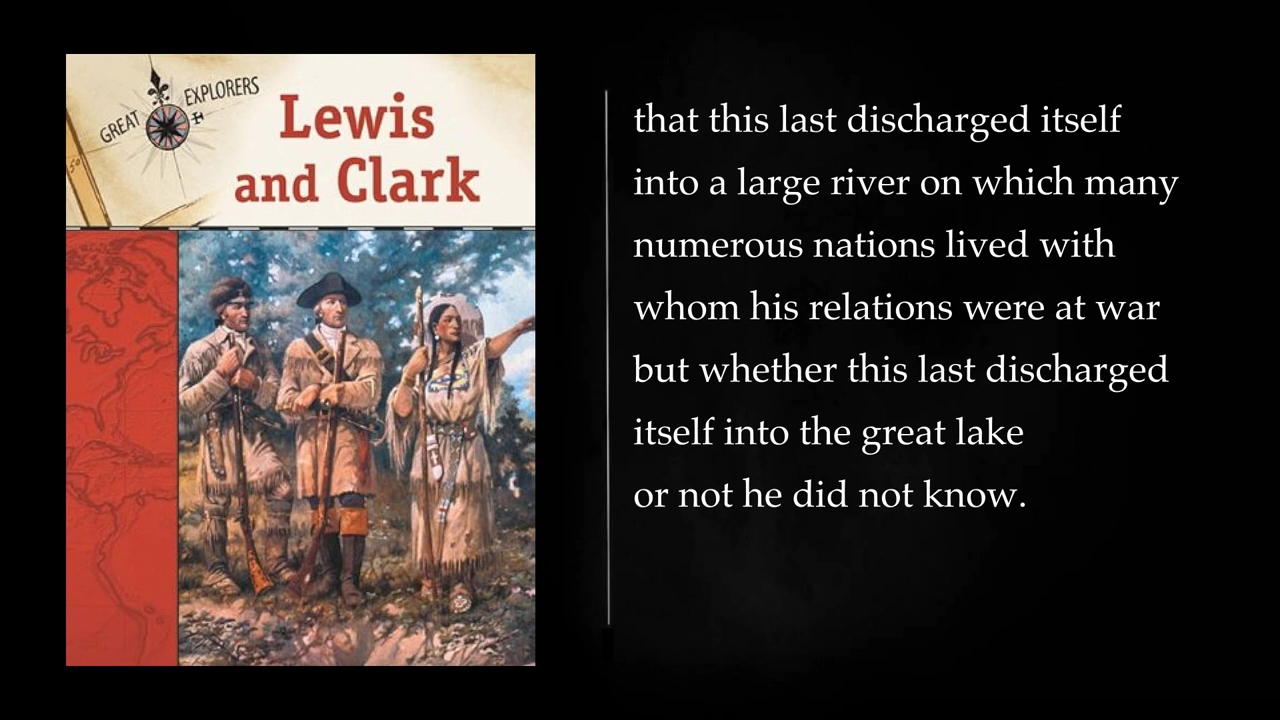 GREAT EXPLORERS
E
50
Lewis
and Clark
that this last discharged itself
into a large river on which many
numerous nations lived with
whom his relations were at war
but whether this last discharged
itself into the great lake
or not he did not know.